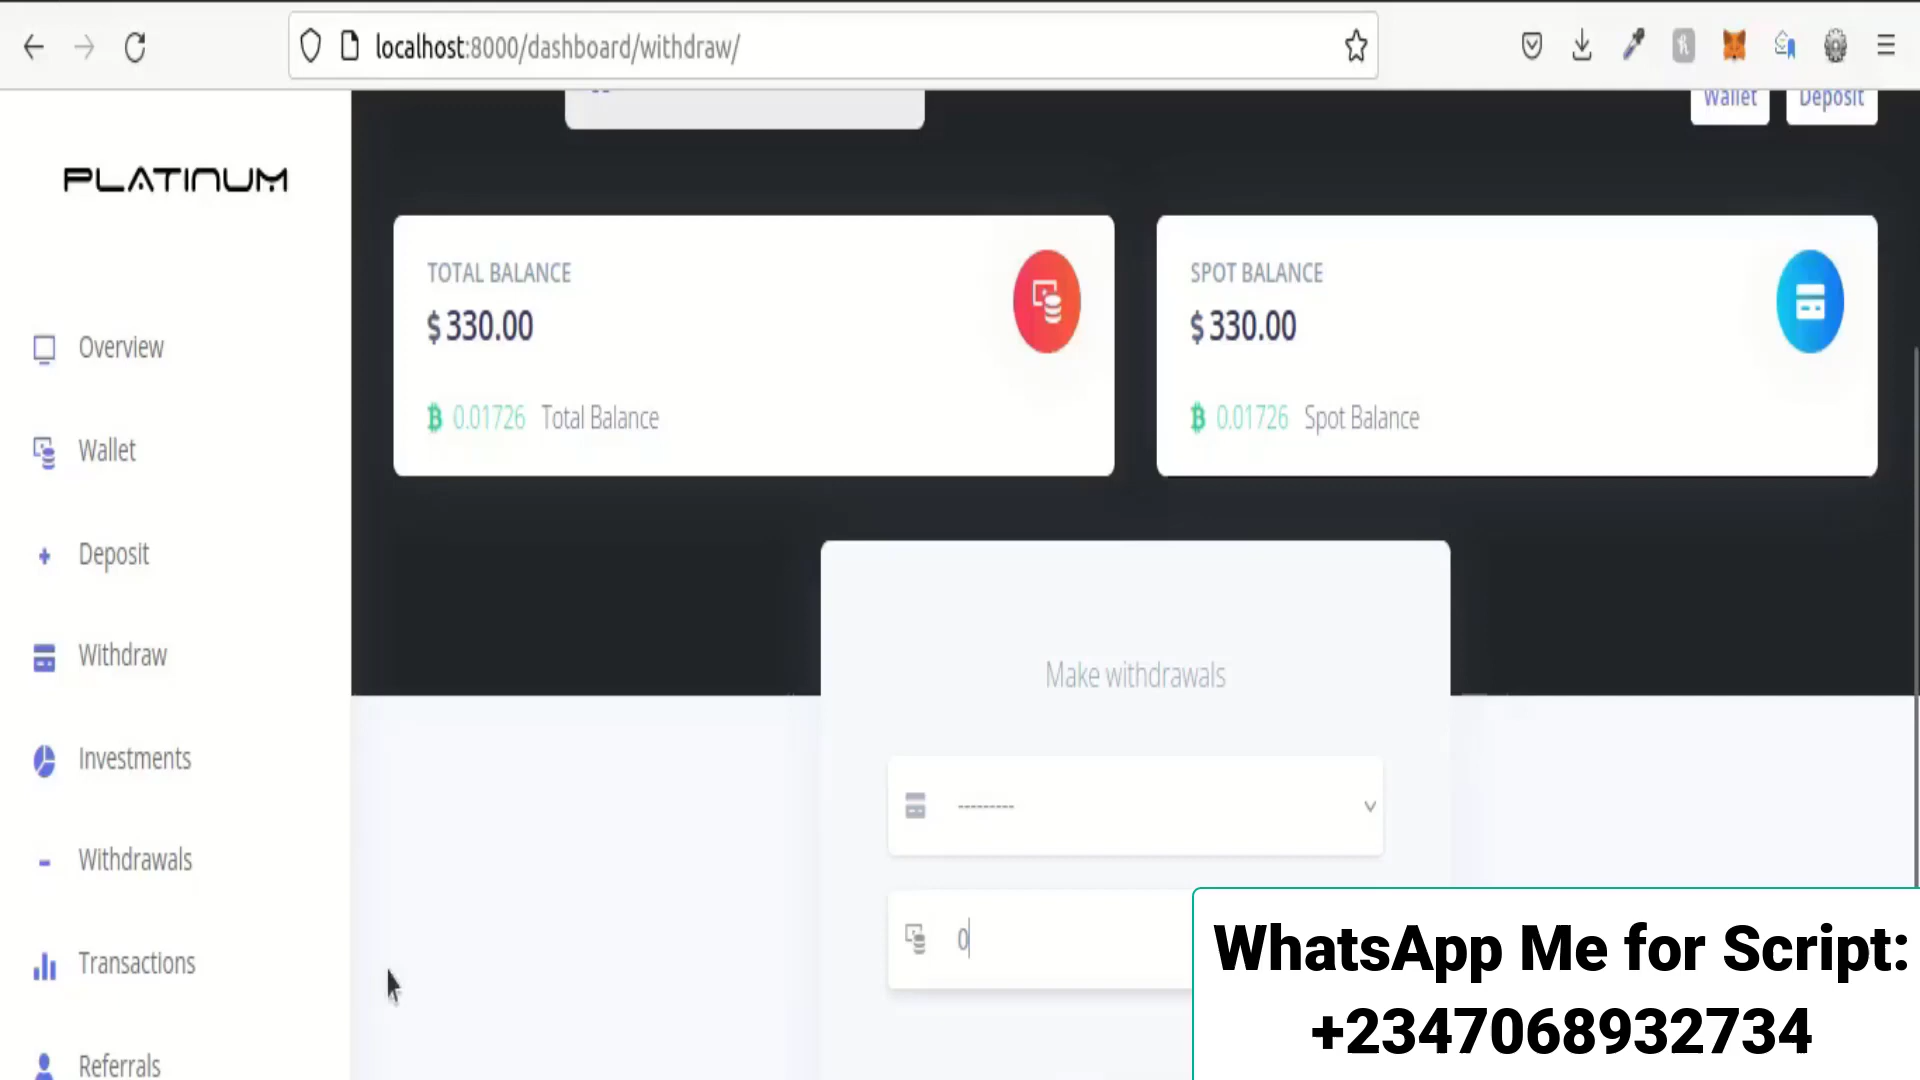 localhost:8000/dashboard/withdraw/
Wallet
Deposit
PLATINUM
TOTAL BALANCE
$ 330.00
0.01726 Total Balance
SPOT BALANCE
$ 330.00
0.01726 Spot Balance
Overview
Wallet
Deposit
Withdraw
Investments
Withdrawals
Transactions
Referrals
Make withdrawals
---------
0
WhatsApp Me for Script:
+2347068932734